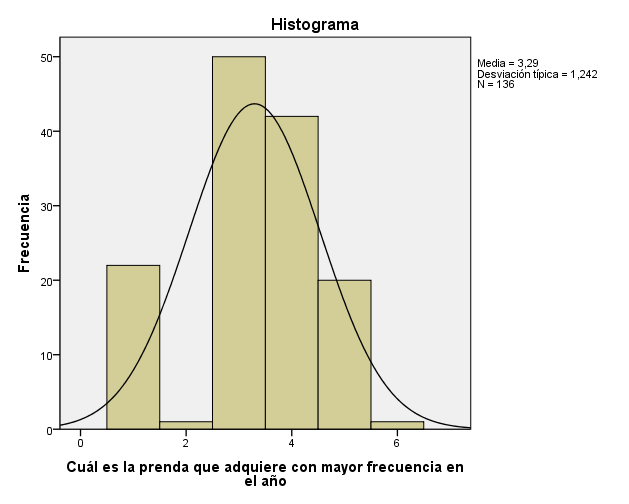 Histograma
50
40
30
20
10
0
Frecuencia
0
2
4
6
Cuál es la prenda que adquiere con mayor frecuencia en
el año
Media = 3,29
Desviación típica = 1,242
N = 136